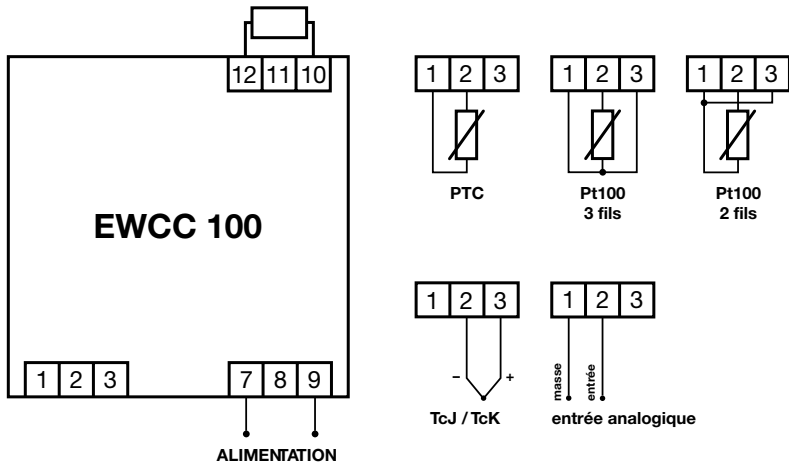 12 11 10
EWCC 100
1 2 3
7 8 9
ALIMENTATION
1 2 3
PTC
1 2 3
Pt100
3 fils
1 2 3
Pt100
2 fils
1 2 3
– +
TcJ / TcK
1 2 3
masse
entrée
entrée analogique